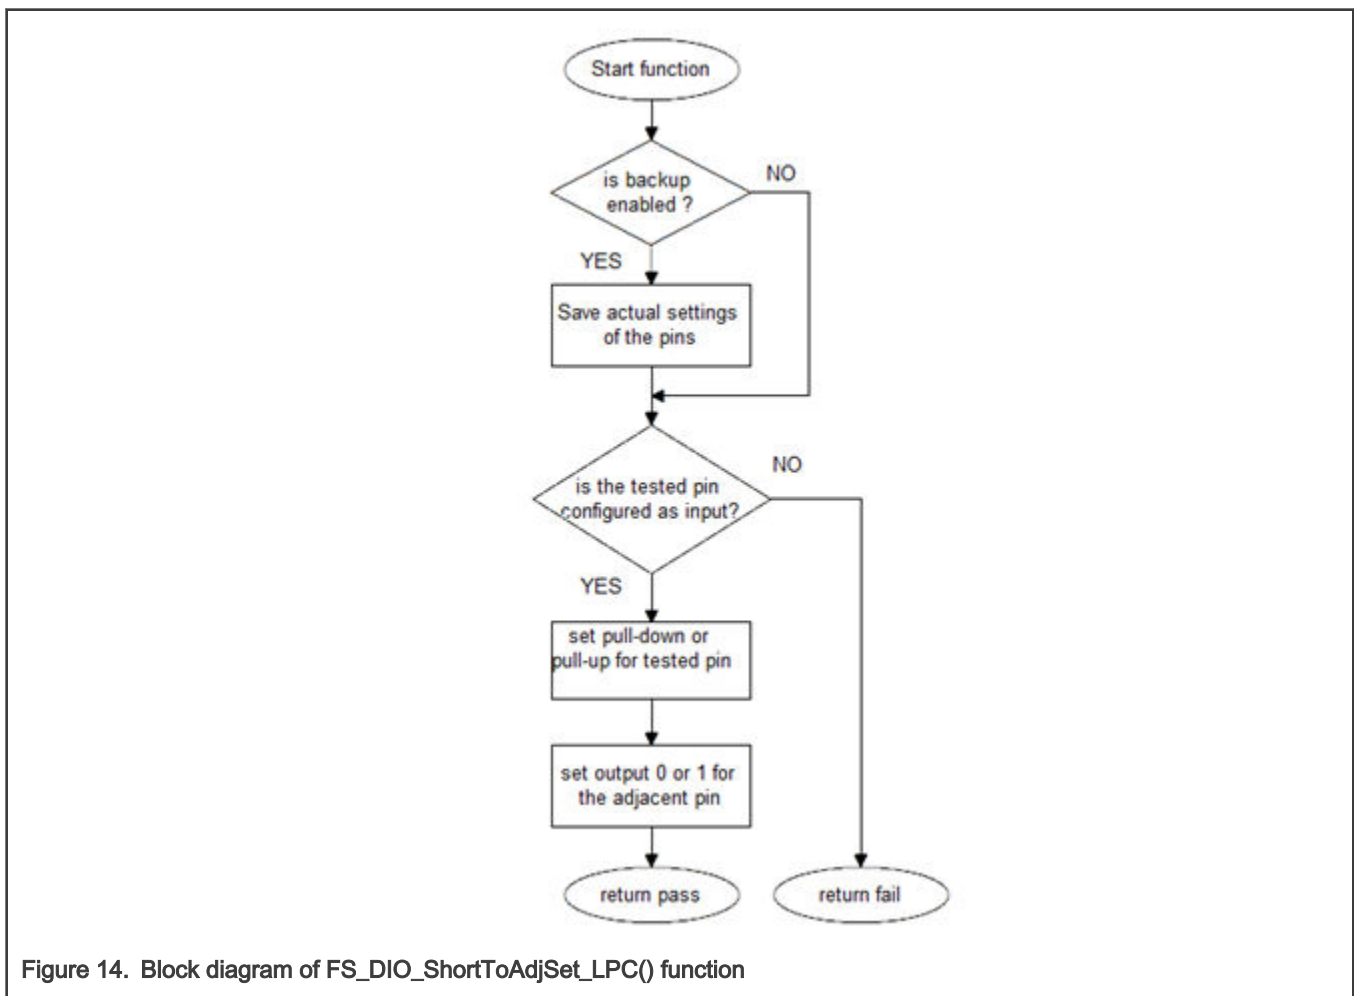 Start function
is backup
enabled ?
NO
YES
Save actual settings
of the pins
is the tested pin
configured as input?
NO
YES
set pull-down or
pull-up for tested pin
set output 0 or 1 for
the adjacent pin
return pass
return fail
Figure 14. Block diagram of FS_DIO_ShortToAdjSet_LPC() function